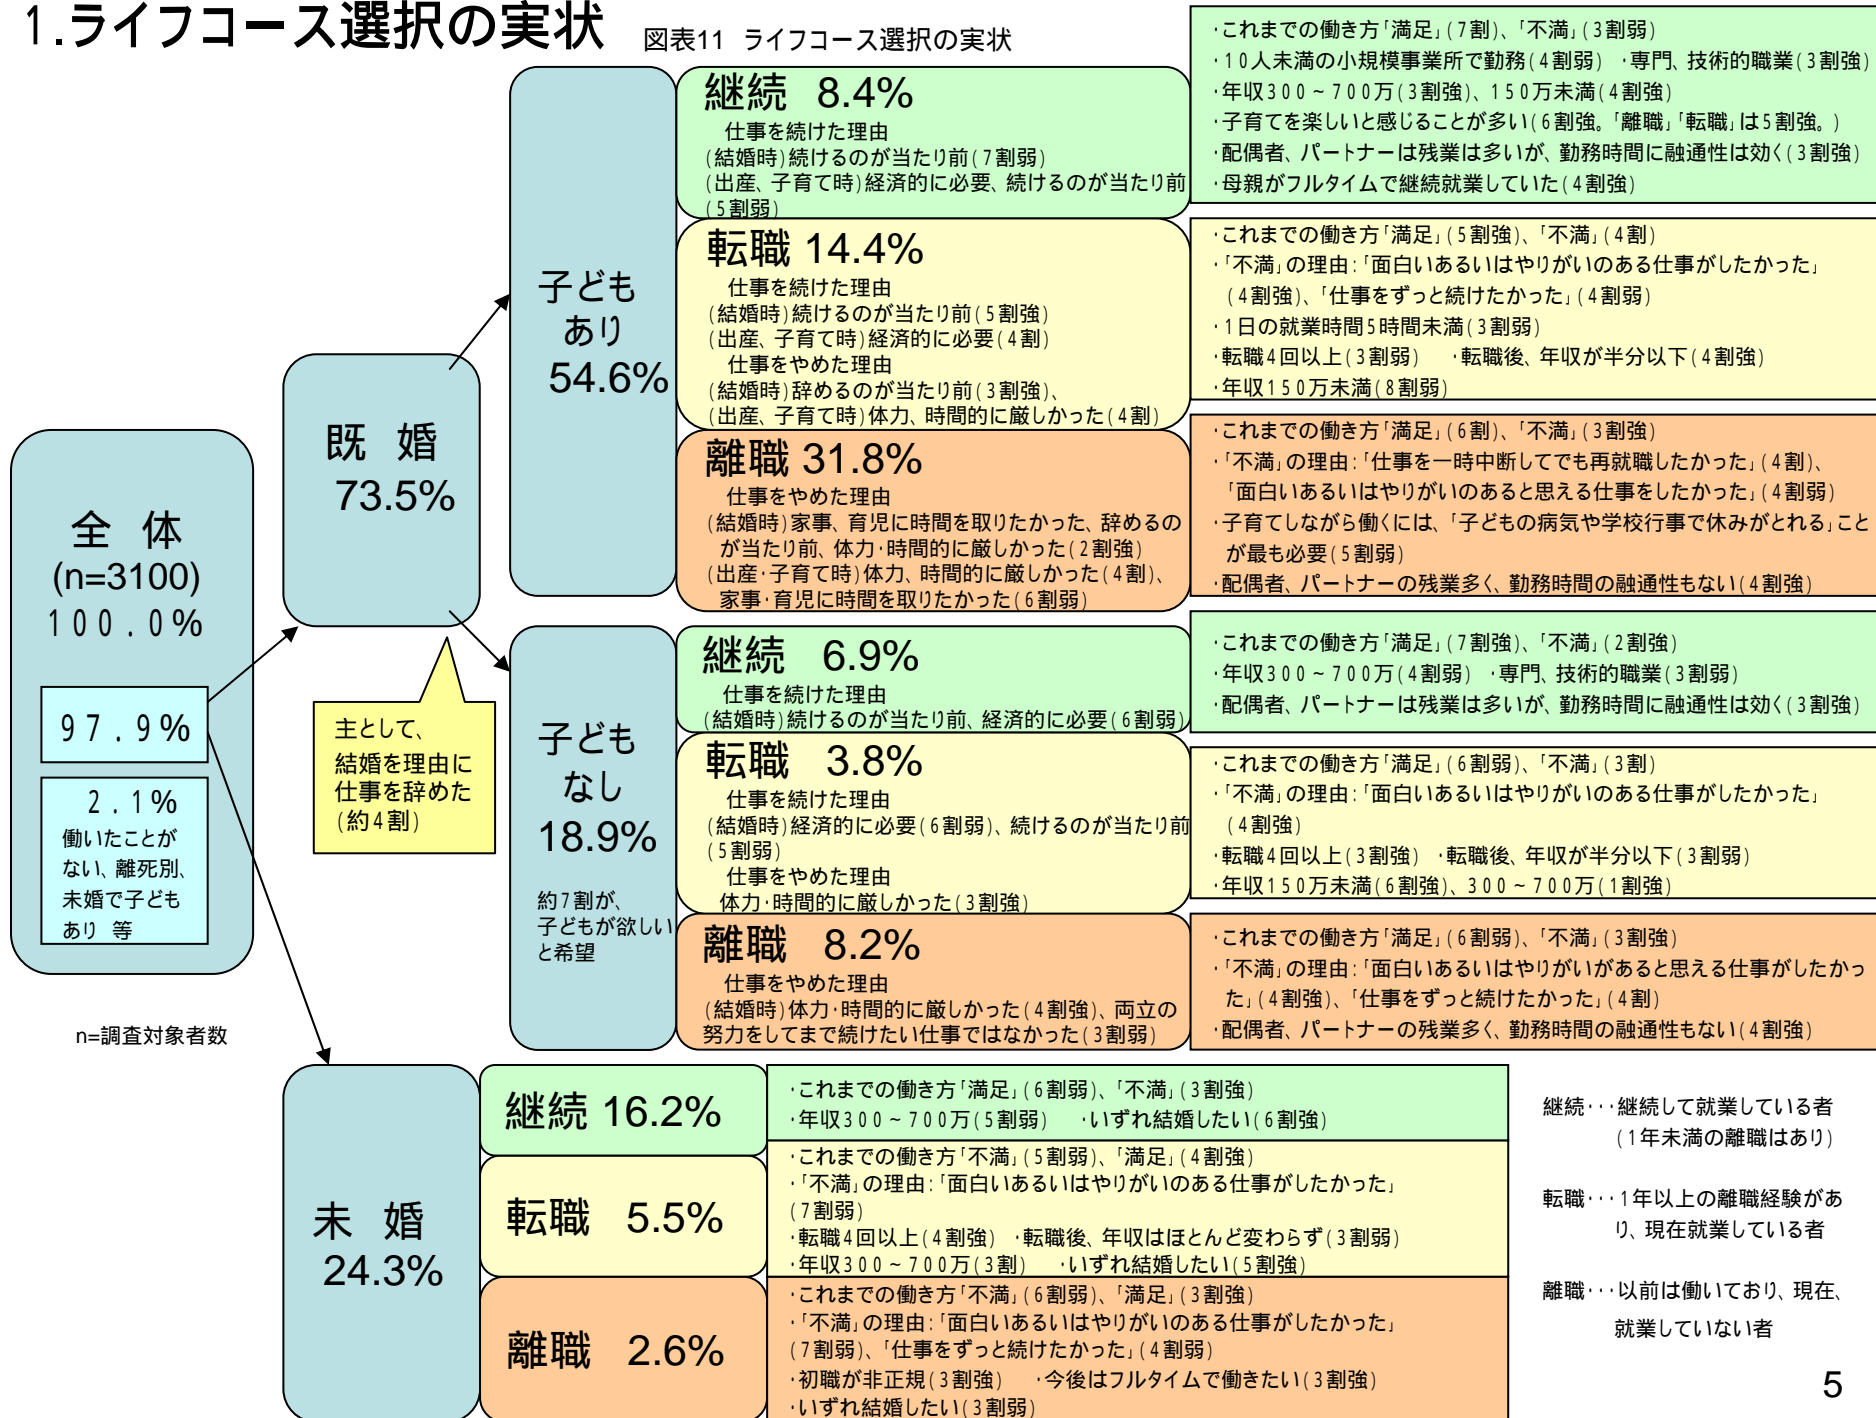 1.ライフコース選択の実状
図表11 ライフコース選択の実状
全 体
(n=3100)
100.0%
97.9%
2.1%
働いたことが
ない、離死別、
未婚で子ども
あり 等
n=調査対象者数
既 婚
73.5%
主として、
結婚を理由に
仕事を辞めた
(約4割)
子ども
あり
54.6%
継続 8.4%
仕事を続けた理由
(結婚時)続けるのが当たり前(7割弱)
(出産、子育て時)経済的に必要、続けるのが当たり前
(5割弱)
・これまでの働き方「満足」(7割)、「不満」(3割弱)
・10人未満の小規模事業所で勤務(4割弱) ・専門、技術的職業(3割強)
・年収300~700万(3割強)、150万未満(4割強)
・子育てを楽しいと感じることが多い(6割強。「離職」「転職」は5割強。)
・配偶者、パートナーは残業は多いが、勤務時間に融通性は効く(3割強)
・母親がフルタイムで継続就業していた(4割強)
転職 14.4%
仕事を続けた理由
(結婚時)続けるのが当たり前(5割強)
(出産、子育て時)経済的に必要(4割)
仕事をやめた理由
(結婚時)辞めるのが当たり前(3割強)、
(出産、子育て時)体力、時間的に厳しかった(4割)
・これまでの働き方「満足」(5割強)、「不満」(4割)
・「不満」の理由:「面白いあるいはやりがいのある仕事がしたかった」
(4割強)、「仕事をずっと続けたかった」(4割弱)
・1日の就業時間5時間未満(3割弱)
・転職4回以上(3割弱) ・転職後、年収が半分以下(4割強)
・年収150万未満(8割弱)
離職 31.8%
仕事をやめた理由
(結婚時)家事、育児に時間を取りたかった、辞めるの
が当たり前、体力・時間的に厳しかった(2割強)
(出産・子育て時)体力、時間的に厳しかった(4割)、
家事・育児に時間を取りたかった(6割弱)
・これまでの働き方「満足」(6割)、「不満」(3割強)
・「不満」の理由:「仕事を一時中断してでも再就職したかった」(4割)、
「面白いあるいはやりがいのあると思える仕事をしたかった」(4割弱)
・子育てしながら働くには、「子どもの病気や学校行事で休みがとれる」こと
が最も必要(5割弱)
・配偶者、パートナーの残業多く、勤務時間の融通性もない(4割強)
子ども
なし
18.9%
約7割が、
子どもが欲しい
と希望
継続 6.9%
仕事を続けた理由
(結婚時)続けるのが当たり前、経済的に必要(6割弱)
・これまでの働き方「満足」(7割強)、「不満」(2割強)
・年収300~700万(4割弱) ・専門、技術的職業(3割弱)
・配偶者、パートナーは残業は多いが、勤務時間に融通性は効く(3割強)
転職 3.8%
仕事を続けた理由
(結婚時)経済的に必要(6割弱)、続けるのが当たり前
(5割弱)
仕事をやめた理由
体力・時間的に厳しかった(3割強)
・これまでの働き方「満足」(6割弱)、「不満」(3割)
・「不満」の理由:「面白いあるいはやりがいのある仕事がしたかった」
(4割強)
・転職4回以上(3割強) ・転職後、年収が半分以下(3割弱)
・年収150万未満(6割強)、300~700万(1割強)
離職 8.2%
仕事をやめた理由
(結婚時)体力・時間的に厳しかった(4割強)、両立の
努力をしてまで続けたい仕事ではなかった(3割弱)
・これまでの働き方「満足」(6割弱)、「不満」(3割強)
・「不満」の理由:「面白いあるいはやりがいがあると思える仕事がしたかっ
た」(4割強)、「仕事をずっと続けたかった」(4割)
・配偶者、パートナーの残業多く、勤務時間の融通性もない(4割強)
未 婚
24.3%
継続 16.2%
・これまでの働き方「満足」(6割弱)、「不満」(3割強)
・年収300~700万(5割弱) ・いずれ結婚したい(6割強)
転職 5.5%
・これまでの働き方「不満」(5割弱)、「満足」(4割強)
・「不満」の理由:「面白いあるいはやりがいのある仕事がしたかった」
(7割弱)
・転職4回以上(4割強) ・転職後、年収はほとんど変わらず(3割弱)
・年収300~700万(3割) ・いずれ結婚したい(5割強)
離職 2.6%
・これまでの働き方「不満」(6割弱)、「満足」(3割強)
・「不満」の理由:「面白いあるいはやりがいのある仕事がしたかった」
(7割弱)、「仕事をずっと続けたかった」(4割弱)
・初職が非正規(3割強) ・今後はフルタイムで働きたい(3割強)
・いずれ結婚したい(3割弱)
継続・・・継続して就業している者
(1年未満の離職はあり)
転職・・・1年以上の離職経験があ
り、現在就業している者
離職・・・以前は働いており、現在、
就業していない者
5